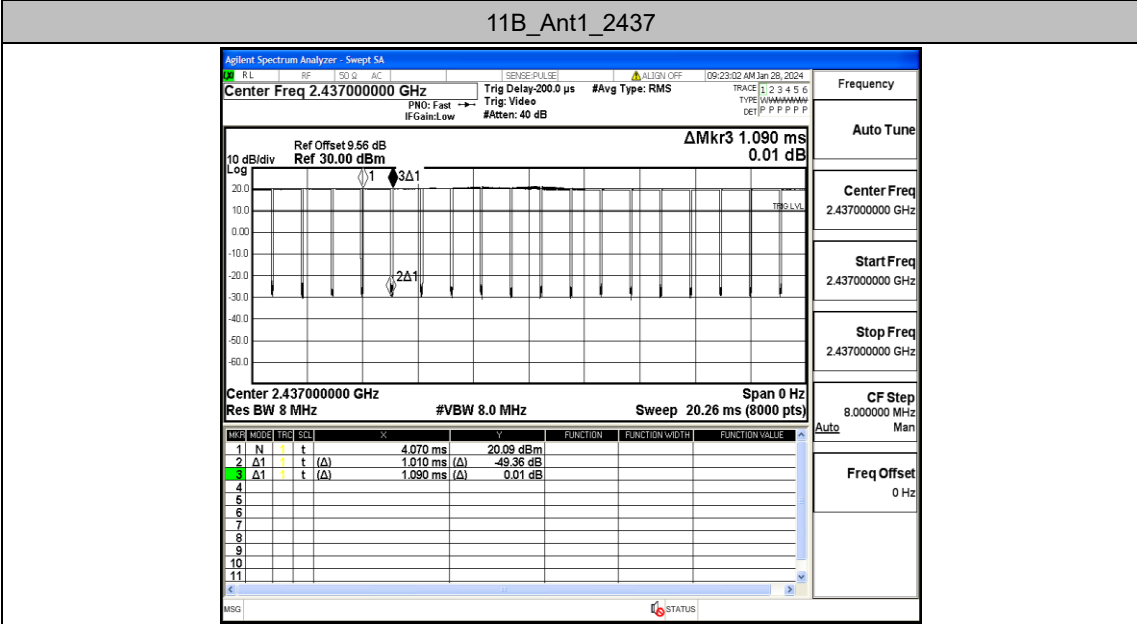 11B_Ant1_2437
Agilent Spectrum Analyzer - Swept SA
RL RF 50 Ω AC SENSE:PULSE ALIGN OFF 09:23:02 AM Jan 28, 2024
Center Freq 2.437000000 GHz
PNO: Fast
IFGain:Low
Trig Delay-200.0 µs
Trig: Video
#Atten: 40 dB
#Avg Type: RMS
TRACE 1 2 3 4 5 6
TYPE
DET P P P P P P
ΔMkr3 1.090 ms
0.01 dB
Ref Offset 9.56 dB
10 dB/div Ref 30.00 dBm
Log
1
3Δ1
2Δ1
TRIG LVL
20.0
10.0
0.00
-10.0
-20.0
-30.0
-40.0
-50.0
-60.0
Center 2.437000000 GHz Span 0 Hz
Res BW 8 MHz #VBW 8.0 MHz Sweep 20.26 ms (8000 pts)
MKR MODE TRC SCL X Y FUNCTION FUNCTION WIDTH FUNCTION VALUE
1 N 1 t 4.070 ms 20.09 dBm
2 Δ1 1 t (Δ) 1.010 ms (Δ) -49.36 dB
3 Δ1 1 t (Δ) 1.090 ms (Δ) 0.01 dB
4
5
6
7
8
9
10
11
MSG STATUS
Frequency
Auto Tune
Center Freq
2.437000000 GHz
Start Freq
2.437000000 GHz
Stop Freq
2.437000000 GHz
CF Step
8.000000 MHz
Auto Man
Freq Offset
0 Hz